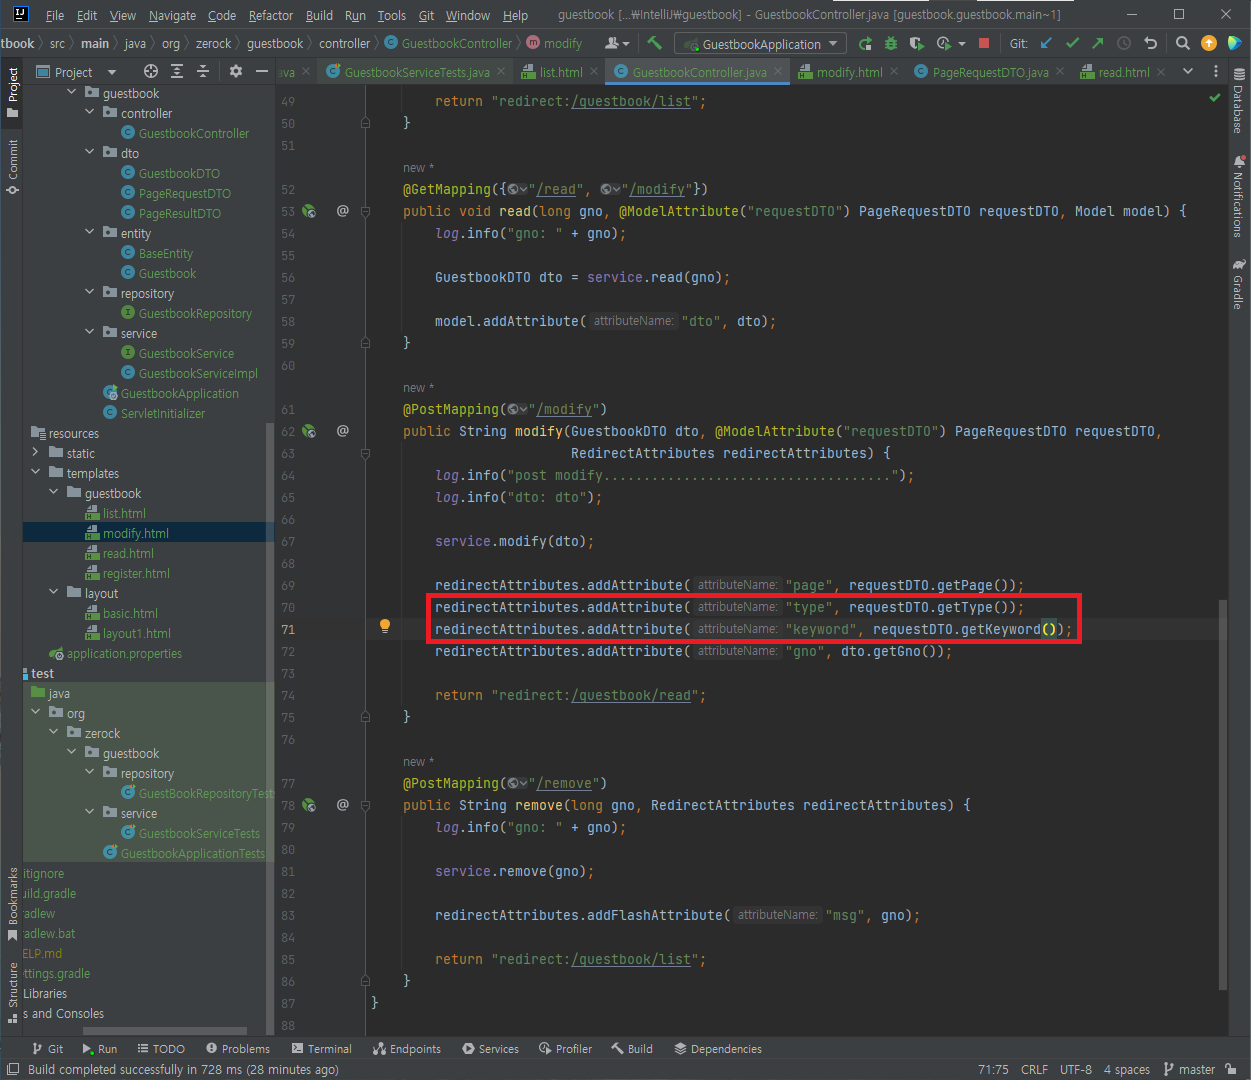 File Edit View Navigate Code Refactor Build Run Tools Git Window Help guestbook [...₩IntelliJ₩guestbook] - GuestbookController.java [guestbook.guestbook.main~1]
tbook src main java org zerock guestbook controller GuestbookController modify GuestbookApplication Git:
Project ava GuestbookServiceTests.java list.html GuestbookController.java modify.html PageRequestDTO.java read.html
Project
Commit
Bookmarks
Structure
guestbook
controller
GuestbookController
dto
GuestbookDTO
PageRequestDTO
PageResultDTO
entity
BaseEntity
Guestbook
repository
GuestbookRepository
service
GuestbookService
GuestbookServiceImpl
GuestbookApplication
ServletInitializer
resources
static
templates
guestbook
list.html
modify.html
read.html
register.html
layout
basic.html
layout1.html
application.properties
test
java
org
zerock
guestbook
repository
GuestBookRepositoryTests
service
GuestbookServiceTests
GuestbookApplicationTests
itignore
uild.gradle
radlew
radlew.bat
ELP.md
ettings.gradle
Libraries
s and Consoles
49 return "redirect:/guestbook/list";
50 }
51
new *
52 @GetMapping({"/read", "/modify"})
53 @ public void read(long gno, @ModelAttribute("requestDTO") PageRequestDTO requestDTO, Model model) {
54 log.info("gno: " + gno);
55
56 GuestbookDTO dto = service.read(gno);
57
58 model.addAttribute( attributeName: "dto", dto);
59 }
60
new *
61 @PostMapping("/modify")
62 @ public String modify(GuestbookDTO dto, @ModelAttribute("requestDTO") PageRequestDTO requestDTO,
63 RedirectAttributes redirectAttributes) {
64 log.info("post modify....................................");
65 log.info("dto: dto");
66
67 service.modify(dto);
68
69 redirectAttributes.addAttribute( attributeName: "page", requestDTO.getPage());
70 redirectAttributes.addAttribute( attributeName: "type", requestDTO.getType());
71 redirectAttributes.addAttribute( attributeName: "keyword", requestDTO.getKeyword());
72 redirectAttributes.addAttribute( attributeName: "gno", dto.getGno());
73
74 return "redirect:/guestbook/read";
75 }
76
new *
77 @PostMapping("/remove")
78 @ public String remove(long gno, RedirectAttributes redirectAttributes) {
79 log.info("gno: " + gno);
80
81 service.remove(gno);
82
83 redirectAttributes.addFlashAttribute( attributeName: "msg", gno);
84
85 return "redirect:/guestbook/list";
86 }
87 }
88
Database
Notifications
Gradle
Git Run TODO Problems Terminal Endpoints Services Profiler Build Dependencies
Build completed successfully in 728 ms (28 minutes ago) 71:75 CRLF UTF-8 4 spaces master